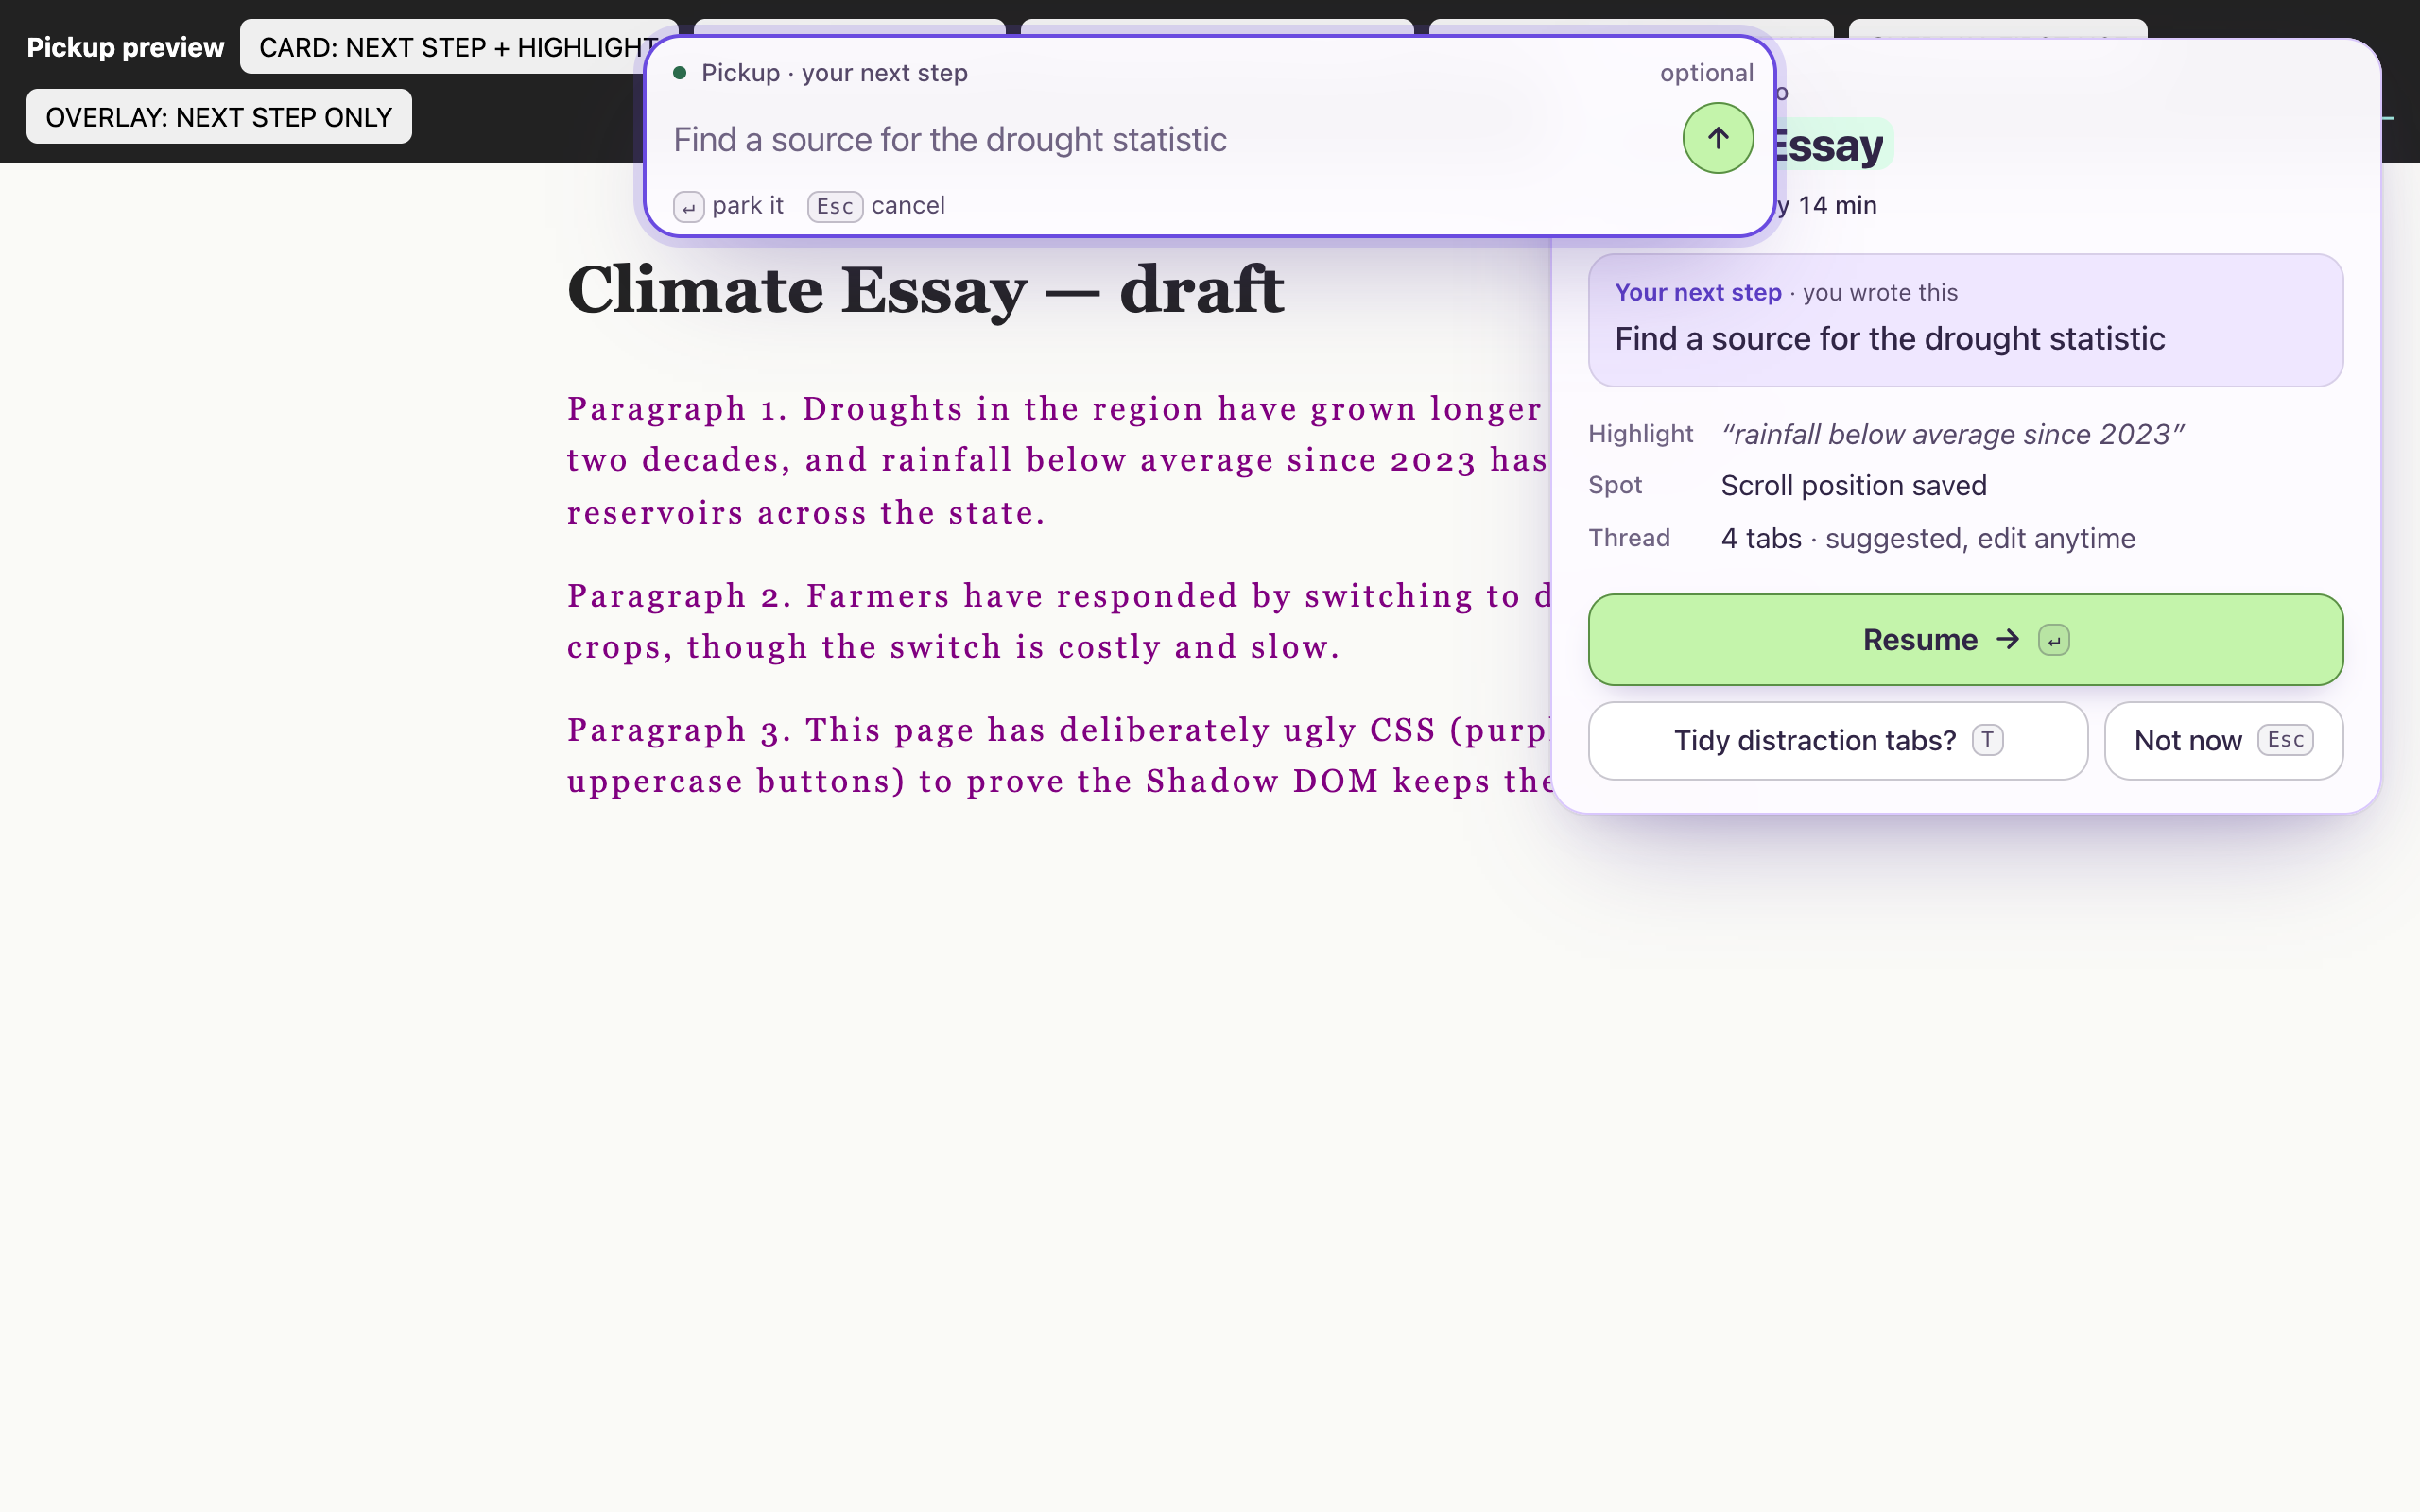 Pickup preview
CARD: NEXT STEP + HIGHLIGHT
OVERLAY: NEXT STEP ONLY
Pickup · your next step
optional
Find a source for the drought statistic
↵ park it Esc cancel
Essay
14 min
Your next step · you wrote this
Find a source for the drought statistic
Highlight “rainfall below average since 2023”
Spot Scroll position saved
Thread 4 tabs · suggested, edit anytime
Resume → ↵
Tidy distraction tabs? T
Not now Esc
Climate Essay — draft
Paragraph 1. Droughts in the region have grown longer
two decades, and rainfall below average since 2023 has
reservoirs across the state.
Paragraph 2. Farmers have responded by switching to
crops, though the switch is costly and slow.
Paragraph 3. This page has deliberately ugly CSS
uppercase buttons) to prove the Shadow DOM keeps the